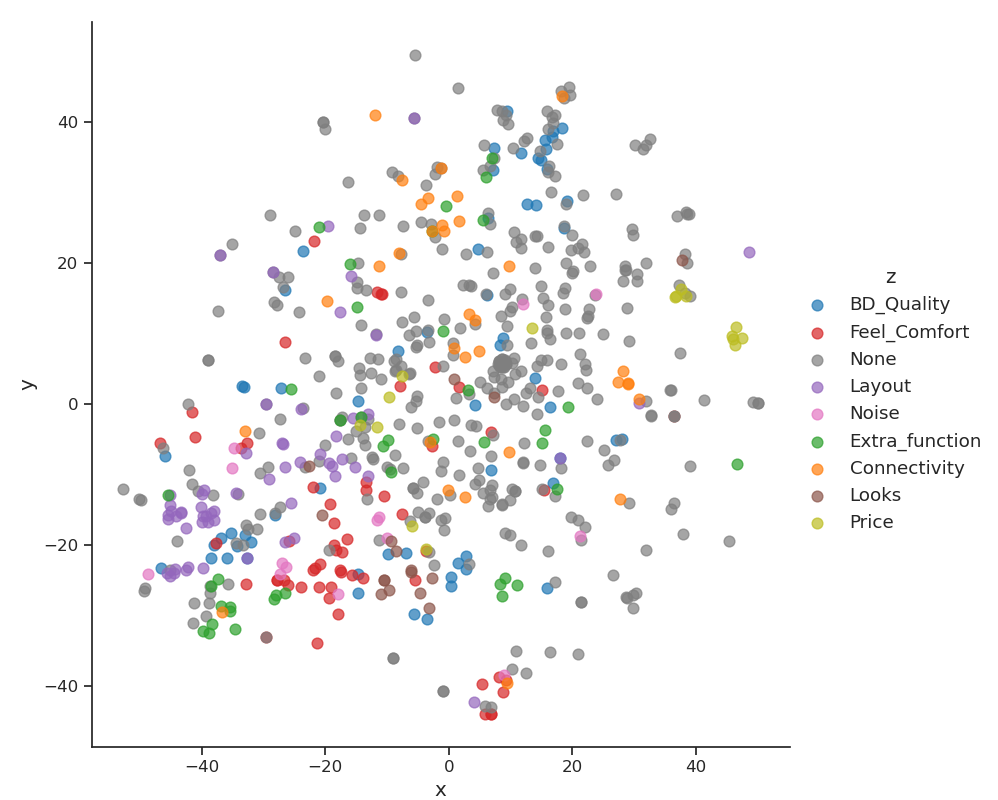 40
20
0
−20
−40
y
−40
−20
0
20
40
x
z
BD_Quality
Feel_Comfort
None
Layout
Noise
Extra_function
Connectivity
Looks
Price